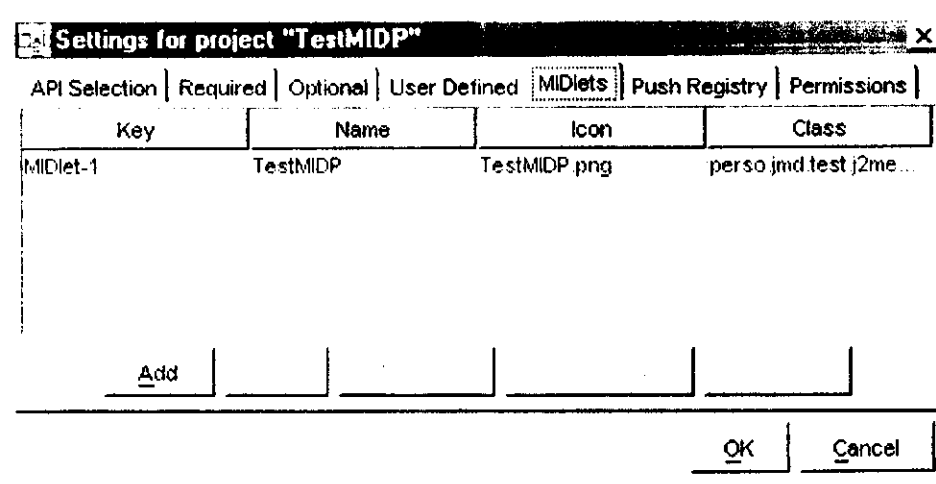 Settings for project "TestMIDP"
API Selection Required Optional User Defined MIDlets Push Registry Permissions
Key Name Icon Class
MIDlet-1 TestMIDP TestMIDP.png perso.jmd.test.j2me...
Add
OK Cancel